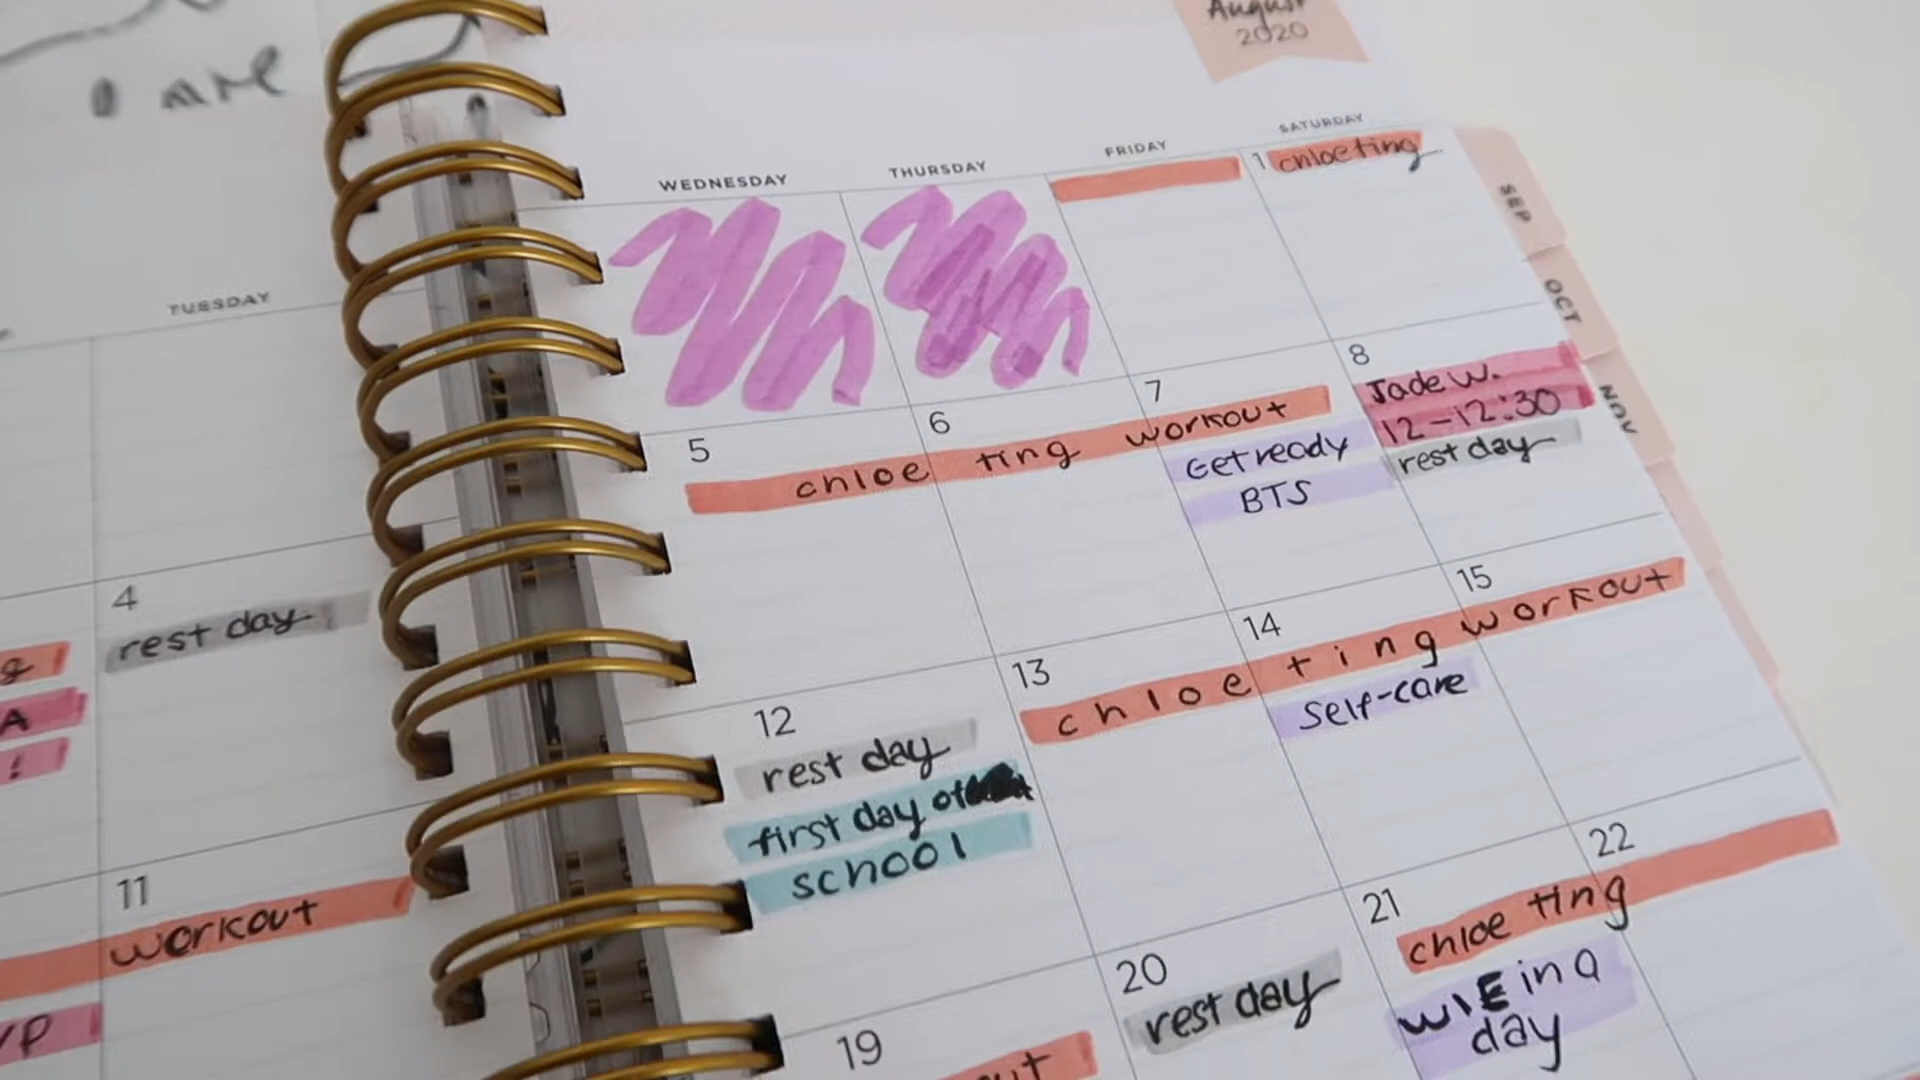 August
2020
are
TUESDAY
WEDNESDAY
THURSDAY
FRIDAY
SATURDAY
1
chloe ting
SEP
OCT
NOV
4
rest day
5
6
7
chloe ting workout
Get ready
BTS
8
Jade W.
12-12:30
rest day
g
A
!
11
workout
12
rest day
first day of
school
13
14
15
chloe ting workout
Self-care
19
20
rest day
21
22
chloe ting
WIE in a
day